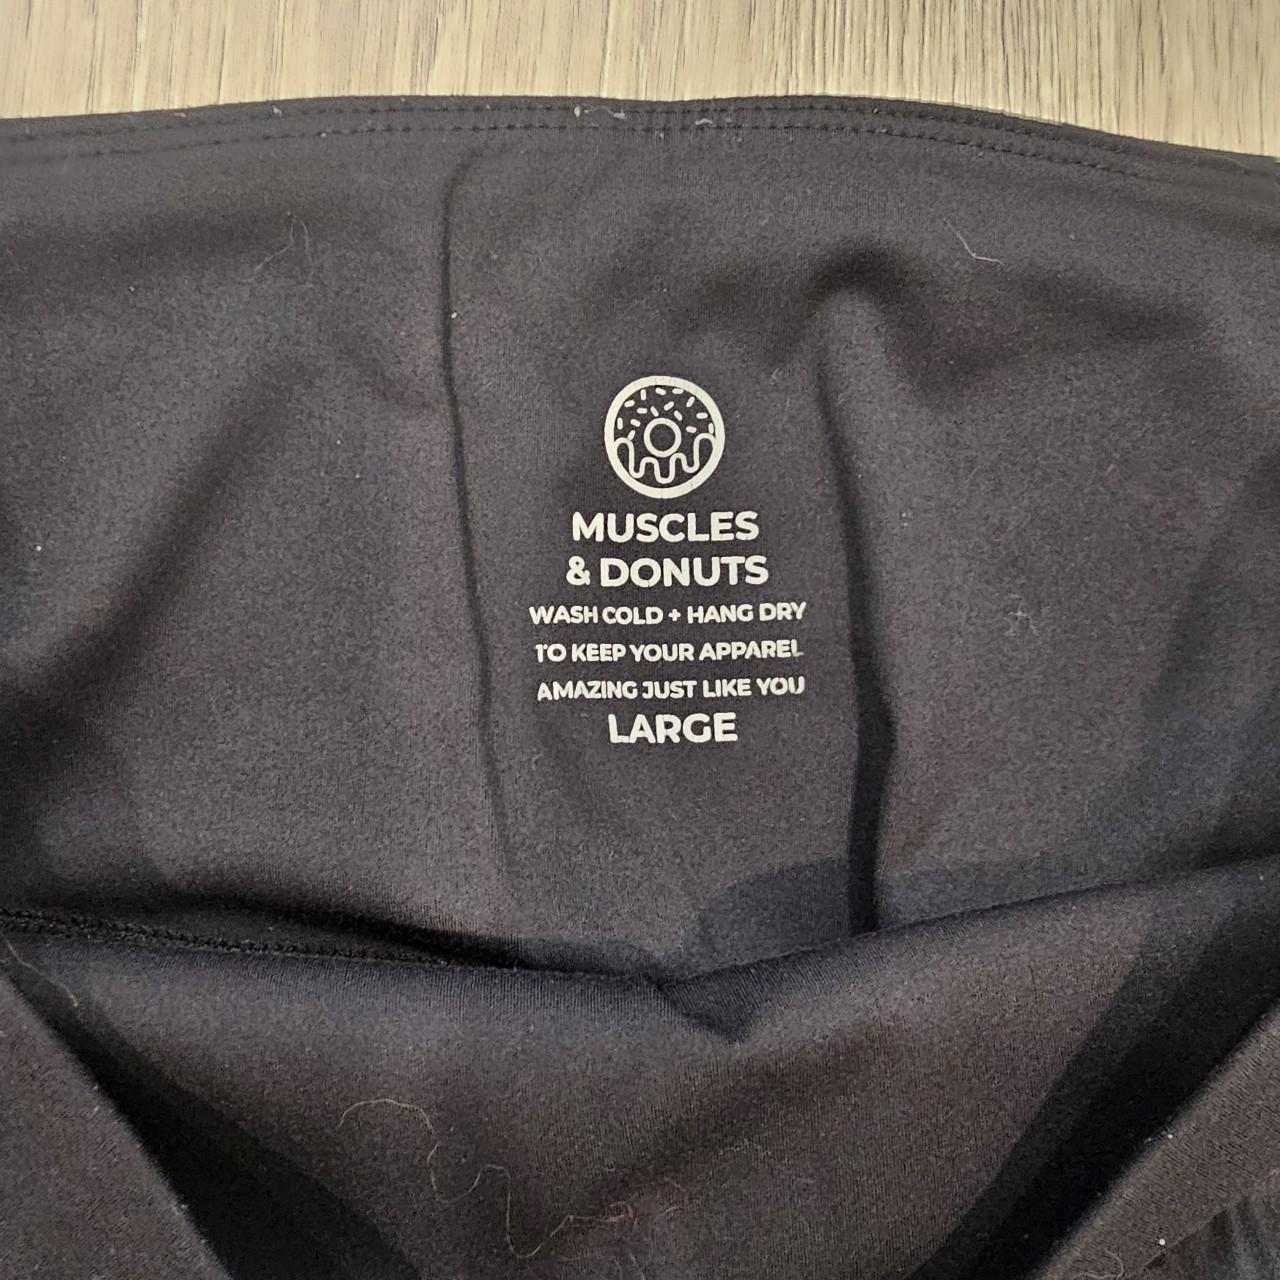 MUSCLES
& DONUTS
WASH COLD + HANG DRY
TO KEEP YOUR APPAREL
AMAZING JUST LIKE YOU
LARGE